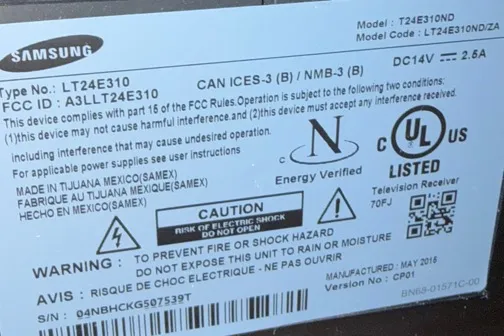 SAMSUNG
Model : T24E310ND
Model Code : LT24E310ND/ZA
Type No.: LT24E310
FCC ID : A3LLT24E310
CAN ICES-3 (B) / NMB-3 (B)
DC14V 2.5A
This device complies with part 15 of the FCC Rules.Operation is subject to the following two conditions:
(1)this device may not cause harmful interference.and (2)this device must accept any interference received.
including interference that may cause undesired operation.
For applicable power supplies see user instructions
MADE IN TIJUANA MEXICO(SAMEX)
FABRIQUE AU TIJUANA MÉXIQUE(SAMEX)
HECHO EN MEXICO(SAMEX)
C N
Energy Verified
C UL US
LISTED
Television Receiver
70FJ
CAUTION
RISK OF ELECTRIC SHOCK
DO NOT OPEN
WARNING : TO PREVENT FIRE OR SHOCK HAZARD
DO NOT EXPOSE THIS UNIT TO RAIN OR MOISTURE
AVIS : RISQUE DE CHOC ELECTRIQUE - NE PAS OUVRIR
S/N : 04NBHCKG507539T
MANUFACTURED : MAY 2015
Version No : CP01
BN68-01571C-00